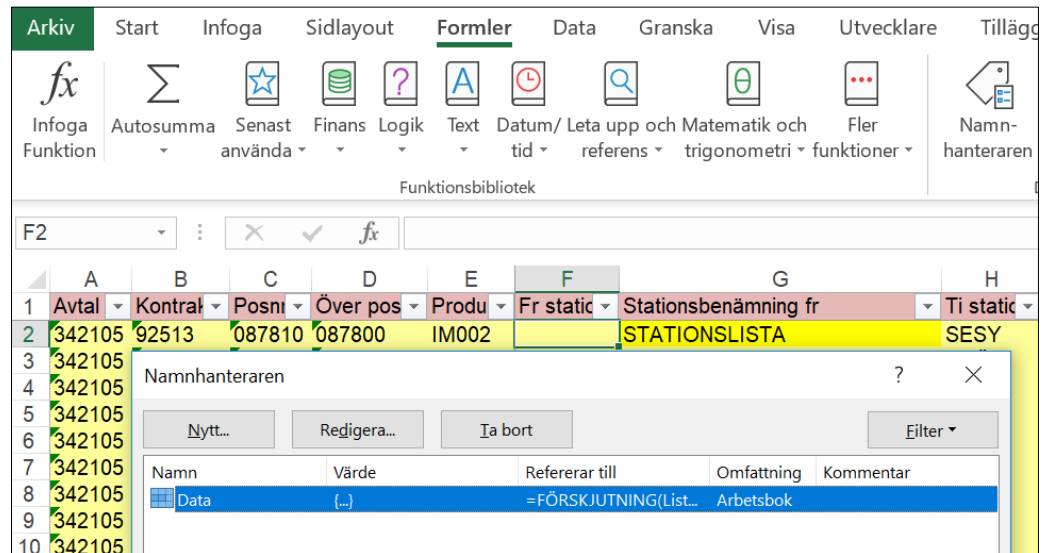 Arkiv Start Infoga Sidlayout Formler Data Granska Visa Utvecklare Tillägg
fx Σ ? A θ
Infoga Autosumma Senast Finans Logik Text Datum/ Leta upp och Matematik och Fler Namn-
Funktion använda tid referens trigonometri funktioner hanteraren
Funktionsbibliotek
F2 fx
A B C D E F G H
1 Avtal Kontrak Posnr Över pos Produ Fr static Stationsbenämning fr Ti static
2 342105 92513 087810 087800 IM002 STATIONSLISTA SESY
3 342105
Namnhanteraren ? ×
4 342105
5 342105
Nytt... Redigera... Ta bort Filter
6 342105
7 342105
Namn Värde Refererar till Omfattning Kommentar
8 342105
Data {...} =FÖRSKJUTNING(List... Arbetsbok
9 342105
10 342105